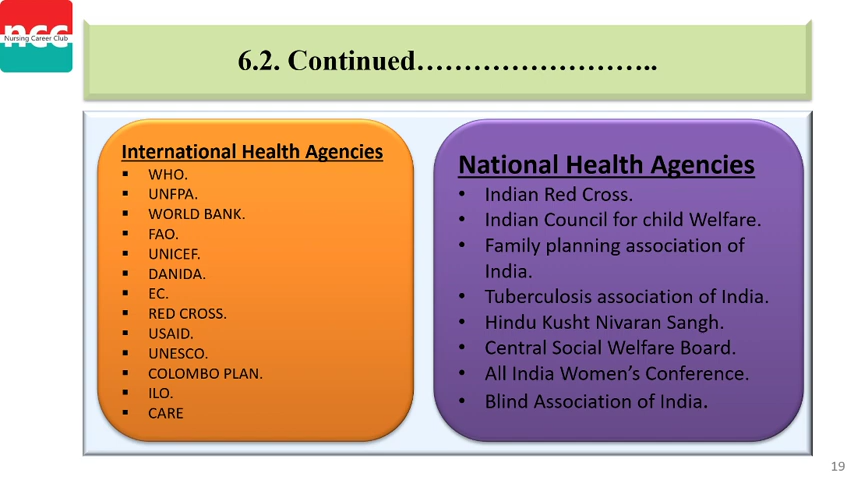 ncc
Nursing Career Club
6.2. Continued……………………..
International Health Agencies
▪ WHO.
▪ UNFPA.
▪ WORLD BANK.
▪ FAO.
▪ UNICEF.
▪ DANIDA.
▪ EC.
▪ RED CROSS.
▪ USAID.
▪ UNESCO.
▪ COLOMBO PLAN.
▪ ILO.
▪ CARE
National Health Agencies
• Indian Red Cross.
• Indian Council for child Welfare.
• Family planning association of
India.
• Tuberculosis association of India.
• Hindu Kusht Nivaran Sangh.
• Central Social Welfare Board.
• All India Women’s Conference.
• Blind Association of India.
19